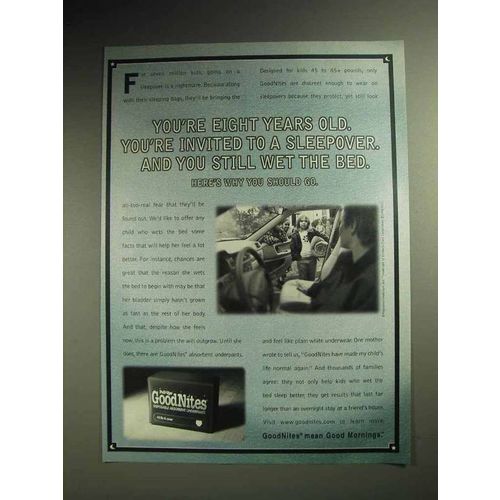 For seven million kids, going on a
sleepover is a nightmare. Because along
with their sleeping bags, they'll be bringing the
Designed for kids 45 to 65+ pounds, only
GoodNites are discreet enough to wear on
sleepovers because they protect, yet still look
YOU'RE EIGHT YEARS OLD.
YOU'RE INVITED TO A SLEEPOVER.
AND YOU STILL WET THE BED.
HERE'S WHY YOU SHOULD GO.
all-too-real fear that they'll be
found out. We'd like to offer any
child who wets the bed some
facts that will help her feel a lot
better. For instance, chances are
great that the reason she wets
the bed to begin with may be that
her bladder simply hasn't grown
as fast as the rest of her body.
And that, despite how she feels
now, this is a problem she will outgrow. Until she
does, there are GoodNites® absorbent underpants.
and feel like plain white underwear. One mother
wrote to tell us, "GoodNites have made my child's
life normal again." And thousands of families
agree: they not only help kids who wet the
bed sleep better, they get results that last far
longer than an overnight stay at a friend's house.
Visit www.goodnites.com to learn more.
GoodNites® mean Good Mornings.™
GoodNites
DISPOSABLE ABSORBENT UNDERPANTS